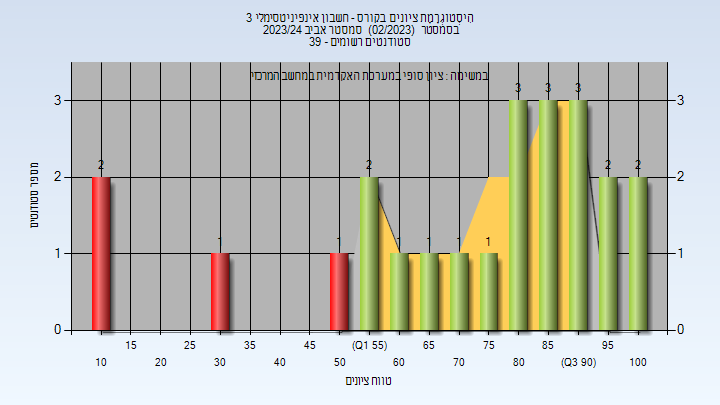 היסטוגרמת ציונים בקורס - חשבון אינפיניטסימלי 3
בסמסטר (02/2023) סמסטר אביב 2023/24
סטודנטים רשומים - 39
במשימה : ציון סופי במערכת האקדמית במחשב המרכזי
3 3 3 3 3
2 2 2 2 2 2
1 1 1 1 1 1 1 1
0 0
מספר סטודנטים
15 25 35 45 (Q1 55) 65 75 85 95
10 20 30 40 50 60 70 80 (Q3 90) 100
טווח ציונים